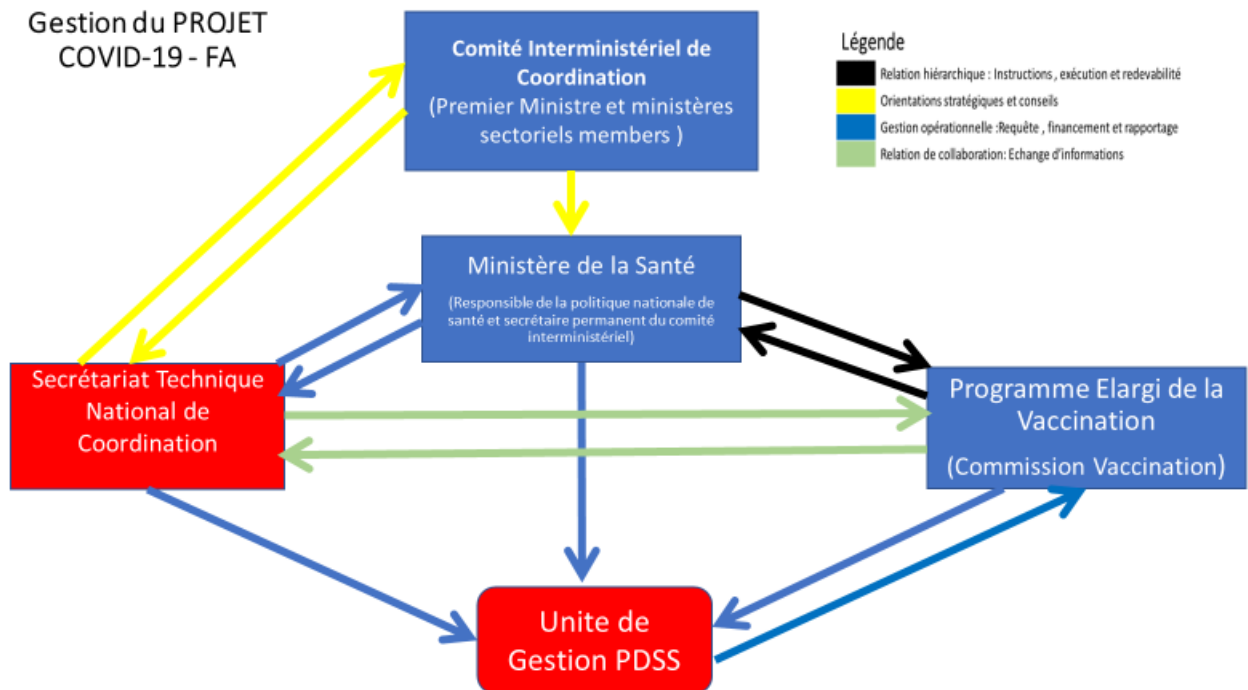 Gestion du PROJET
COVID-19 - FA
Comité Interministériel de
Coordination
(Premier Ministre et ministères
sectoriels members )
Légende
Relation hiérarchique : Instructions , exécution et redevabilité
Orientations stratégiques et conseils
Gestion opérationnelle :Requête , financement et rapportage
Relation de collaboration: Echange d'informations
Ministère de la Santé
(Responsible de la politique nationale de
santé et secrétaire permanent du comité
interministériel)
Secrétariat Technique
National de
Coordination
Programme Elargi de la
Vaccination
(Commission Vaccination)
Unite de
Gestion PDSS